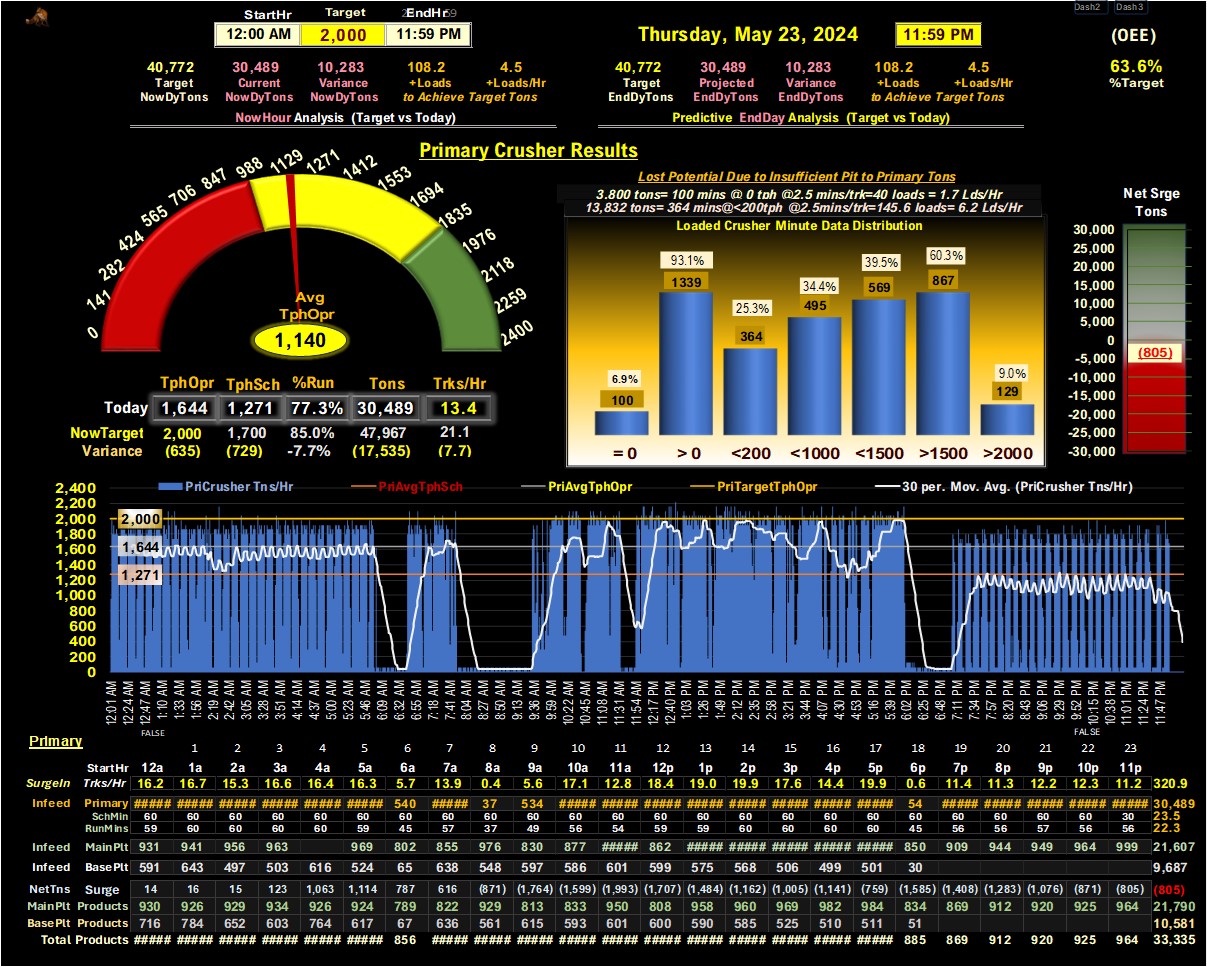 Dash2 Dash3
StartHr Target EndHr
12:00 AM 2,000 11:59 PM
Thursday, May 23, 2024 11:59 PM (OEE)
40,772 30,489 10,283 108.2 4.5 40,772 30,489 10,283 108.2 4.5 63.6%
Target Current Variance +Loads +Loads/Hr Target Projected Variance +Loads +Loads/Hr %Target
NowDyTons NowDyTons NowDyTons to Achieve Target Tons EndDyTons EndDyTons EndDyTons to Achieve Target Tons
NowHour Analysis (Target vs Today) Predictive EndDay Analysis (Target vs Today)
Primary Crusher Results
0 141 282 424 565 706 847 988 1129 1271 1412 1553 1694 1835 1976 2118 2259 2400
Avg
TphOpr
1,140
TphOpr TphSch %Run Tons Trks/Hr
Today 1,644 1,271 77.3% 30,489 13.4
NowTarget 2,000 1,700 85.0% 47,967 21.1
Variance (635) (729) -7.7% (17,535) (7.7)
Lost Potential Due to Insufficient Pit to Primary Tons
3,800 tons= 100 mins @ 0 tph @2.5 mins/trk=40 loads = 1.7 Lds/Hr
13,832 tons= 364 mins@<200tph @2.5mins/trk=145.6 loads= 6.2 Lds/Hr
Loaded Crusher Minute Data Distribution
6.9% 93.1% 25.3% 34.4% 39.5% 60.3% 9.0%
100 1339 364 495 569 867 129
= 0 > 0 <200 <1000 <1500 >1500 >2000
Net Srge
Tons
30,000
25,000
20,000
15,000
10,000
5,000
0
(805)
-5,000
-10,000
-15,000
-20,000
-25,000
-30,000
PriCrusher Tns/Hr PriAvgTphSch PriAvgTphOpr PriTargetTphOpr 30 per. Mov. Avg. (PriCrusher Tns/Hr)
2,400
2,200
2,000
1,800
1,600
1,400
1,200
1,000
800
600
400
200
0
2,000
1,644
1,271
12:01 AM 12:24 AM 12:47 AM 1:10 AM 1:33 AM 1:56 AM 2:19 AM 2:42 AM 3:05 AM 3:28 AM 3:51 AM 4:14 AM 4:37 AM 5:00 AM 5:23 AM 5:46 AM 6:09 AM 6:32 AM 6:55 AM 7:18 AM 7:41 AM 8:04 AM 8:27 AM 8:50 AM 9:13 AM 9:36 AM 9:59 AM 10:22 AM 10:45 AM 11:08 AM 11:31 AM 11:54 AM 12:17 PM 12:40 PM 1:03 PM 1:26 PM 1:49 PM 2:12 PM 2:35 PM 2:58 PM 3:21 PM 3:44 PM 4:07 PM 4:30 PM 4:53 PM 5:16 PM 5:39 PM 6:02 PM 6:25 PM 6:48 PM 7:11 PM 7:34 PM 7:57 PM 8:20 PM 8:43 PM 9:06 PM 9:29 PM 9:52 PM 10:15 PM 10:38 PM 11:01 PM 11:24 PM 11:47 PM
FALSE FALSE
Primary 1 2 3 4 5 6 7 8 9 10 11 12 13 14 15 16 17 18 19 20 21 22 23
StartHr 12a 1a 2a 3a 4a 5a 6a 7a 8a 9a 10a 11a 12p 1p 2p 3p 4p 5p 6p 7p 8p 9p 10p 11p
SurgeIn Trks/Hr 16.2 16.7 15.3 16.6 16.4 16.3 5.7 13.9 0.4 5.6 17.1 12.8 18.4 19.0 19.9 17.6 14.4 19.9 0.6 11.4 11.3 12.2 12.3 11.2 320.9
Infeed Primary ##### ##### ##### ##### ##### ##### 540 ##### 37 534 ##### ##### ##### ##### ##### ##### ##### ##### 54 ##### ##### ##### ##### ##### 30,489
SchMin 60 60 60 60 60 60 60 60 60 60 60 60 60 60 60 60 60 60 60 60 60 60 60 30 23.5
RunMins 59 60 60 60 60 59 45 57 37 49 56 54 59 59 60 60 60 60 45 56 56 57 56 56 22.3
Infeed MainPlt 931 941 956 963 969 802 855 976 830 877 ##### 862 ##### ##### ##### ##### ##### 850 909 944 949 964 999 21,607
Infeed BasePlt 591 643 497 503 616 524 65 638 548 597 586 601 599 575 568 506 499 501 30 9,687
NetTns Surge 14 16 15 123 1,063 1,114 787 616 (871) (1,764) (1,599) (1,993) (1,707) (1,484) (1,162) (1,005) (1,141) (759) (1,585) (1,408) (1,283) (1,076) (871) (805) (805)
MainPlt Products 930 926 929 934 926 924 789 822 929 813 833 950 808 958 960 969 982 984 834 869 912 920 925 964 21,790
BasePlt Products 716 784 652 603 764 617 67 636 561 615 593 601 600 590 585 525 510 511 51 10,581
Total Products ##### ##### ##### ##### ##### ##### 856 ##### ##### ##### ##### ##### ##### ##### ##### ##### ##### ##### 885 869 912 920 925 964 33,335